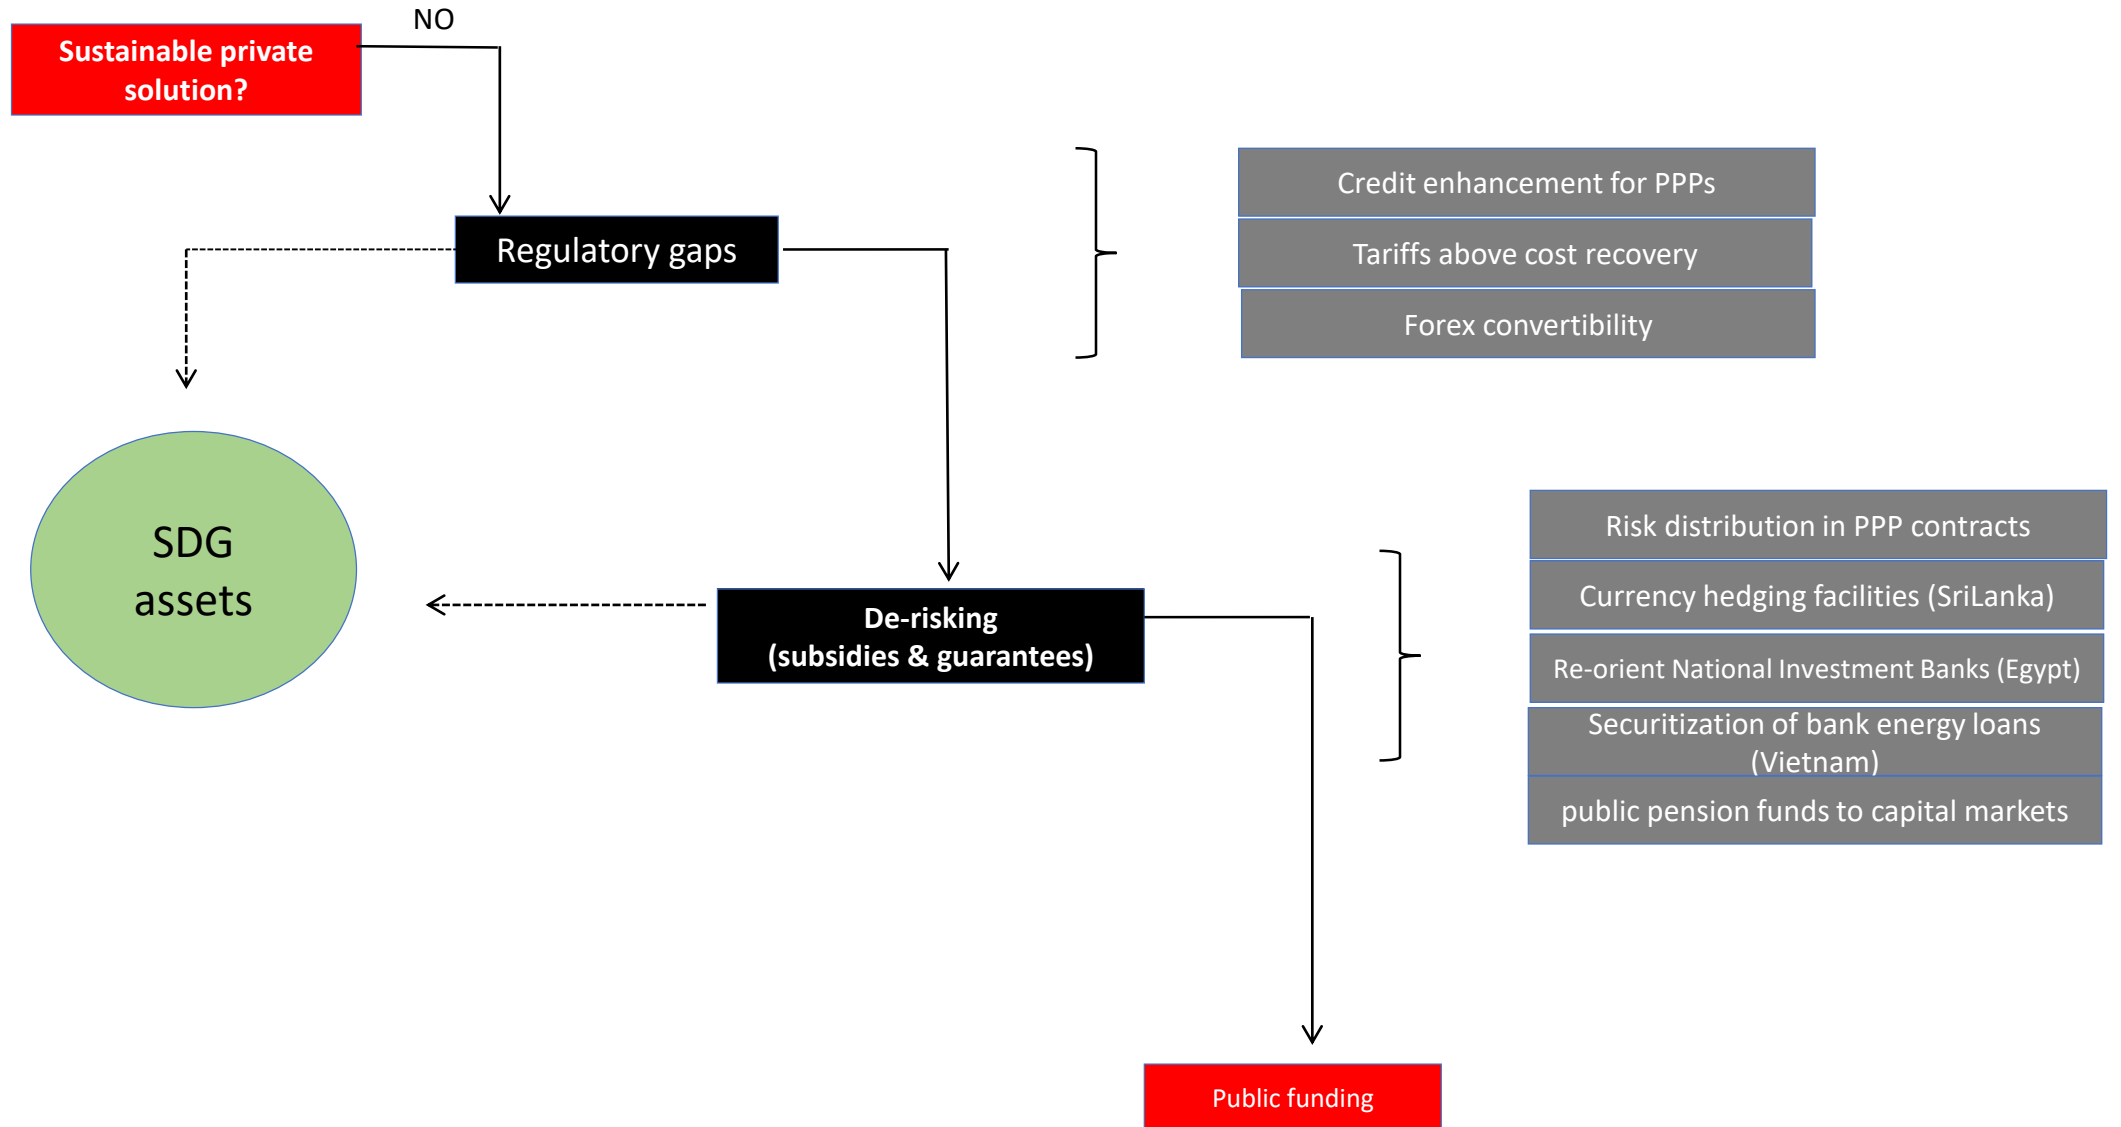 NO
Sustainable private
solution?
Credit enhancement for PPPs
Regulatory gaps
Tariffs above cost recovery
Forex convertibility
SDG
assets
Risk distribution in PPP contracts
Currency hedging facilities (SriLanka)
De-risking
(subsidies & guarantees)
Re-orient National Investment Banks (Egypt)
Securitization of bank energy loans
(Vietnam)
public pension funds to capital markets
Public funding